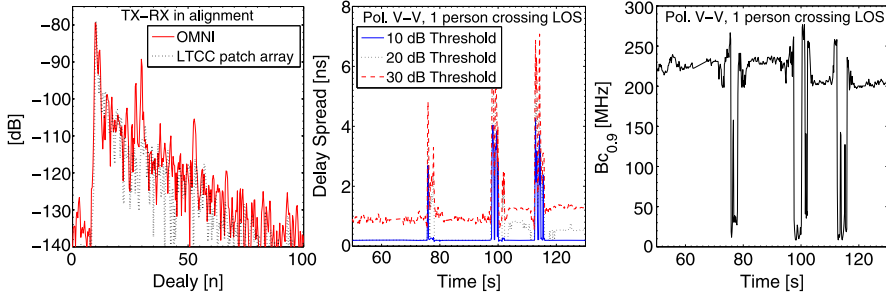 TX-RX in alignment
OMNI
LTCC patch array
[dB]
−80
−90
−100
−110
−120
−130
−140
0
50
100
Dealy [n]
Pol. V−V, 1 person crossing LOS
10 dB Threshold
20 dB Threshold
30 dB Threshold
Delay Spread [ns]
8
6
4
2
0
60
80
100
120
Time [s]
Pol. V−V, 1 person crossing LOS
Bc0.9 [MHz]
300
250
200
150
100
50
0
60
80
100
120
Time [s]